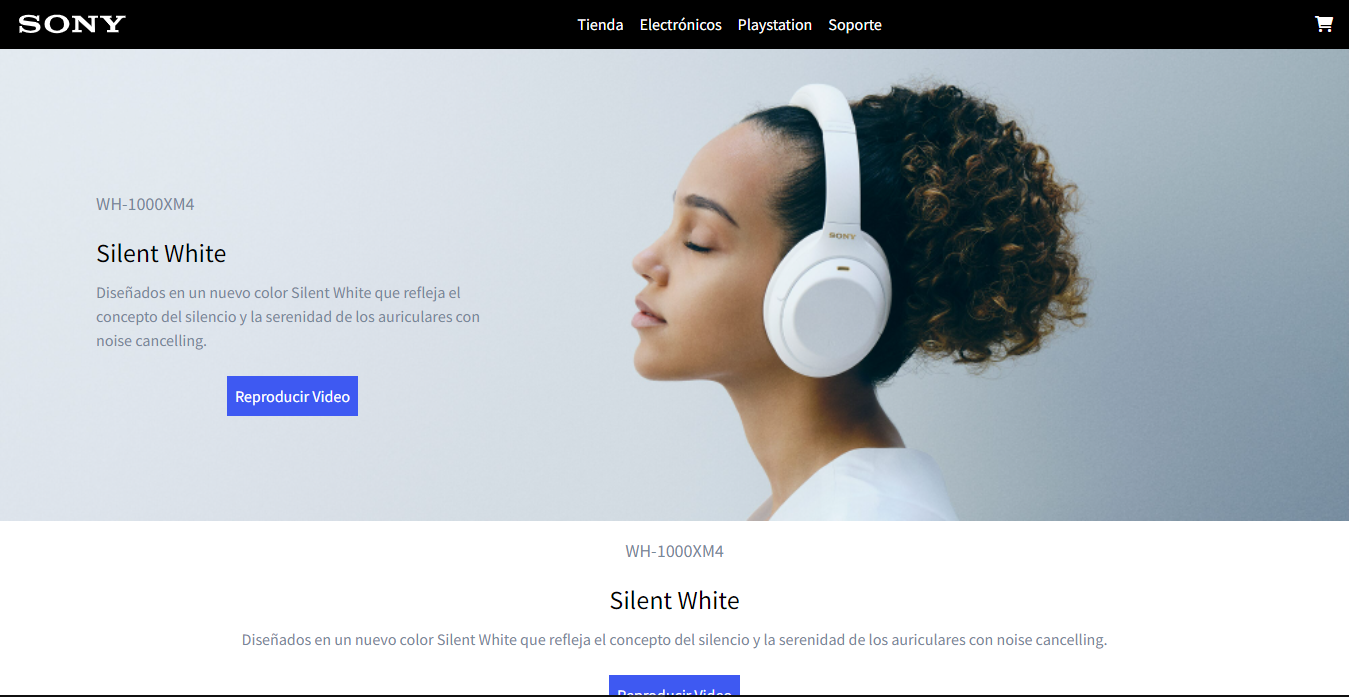 SONY
Tienda Electrónicos Playstation Soporte
SONY
WH-1000XM4
Silent White
Diseñados en un nuevo color Silent White que refleja el
concepto del silencio y la serenidad de los auriculares con
noise cancelling.
Reproducir Video
WH-1000XM4
Silent White
Diseñados en un nuevo color Silent White que refleja el concepto del silencio y la serenidad de los auriculares con noise cancelling.
Reproducir Video